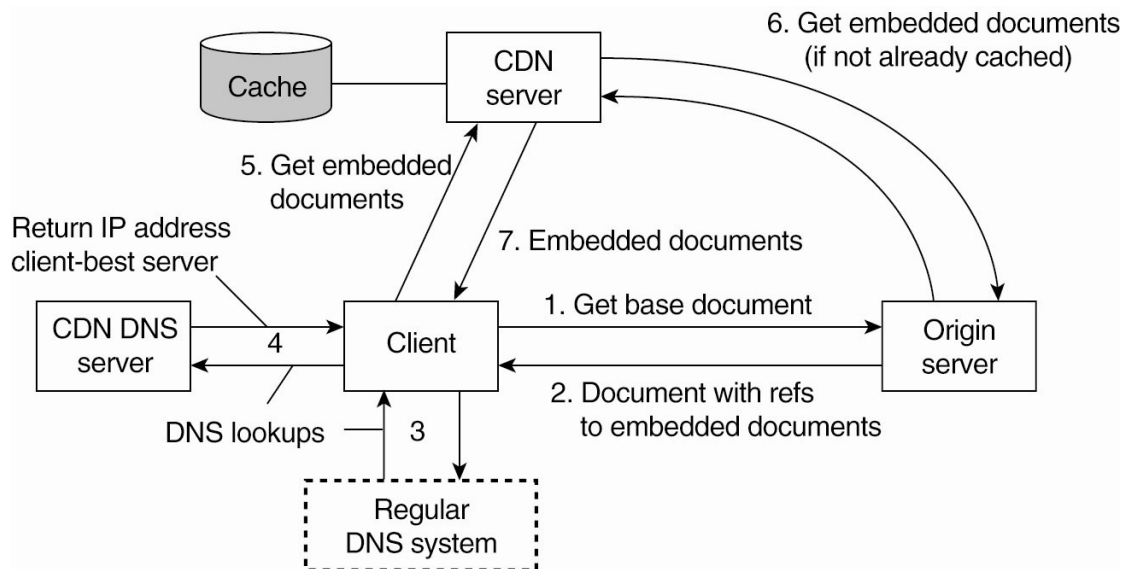 6. Get embedded documents
(if not already cached)
CDN
server
Cache
5. Get embedded
documents
Return IP address
client-best server
7. Embedded documents
1. Get base document
CDN DNS
server
4
Client
Origin
server
2. Document with refs
to embedded documents
DNS lookups
3
Regular
DNS system